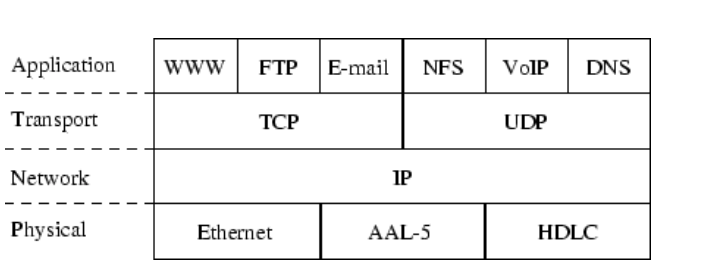 Application WWW FTP E-mail NFS VoIP DNS
Transport TCP UDP
Network IP
Physical Ethernet AAL-5 HDLC